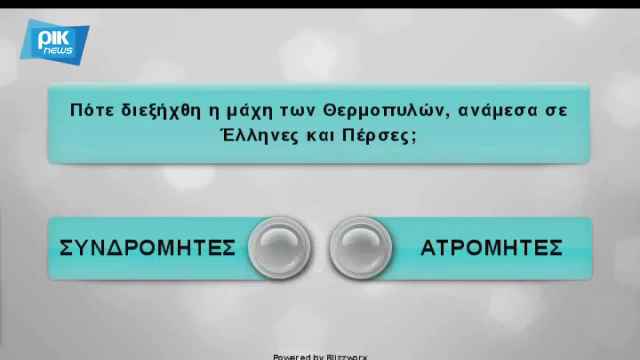 ΡΙΚ
news
Πότε διεξήχθη η μάχη των Θερμοπυλών, ανάμεσα σε
Έλληνες και Πέρσες;
ΣΥΝΔΡΟΜΗΤΕΣ
ΑΤΡΟΜΗΤΕΣ
Powered by Blizzworx